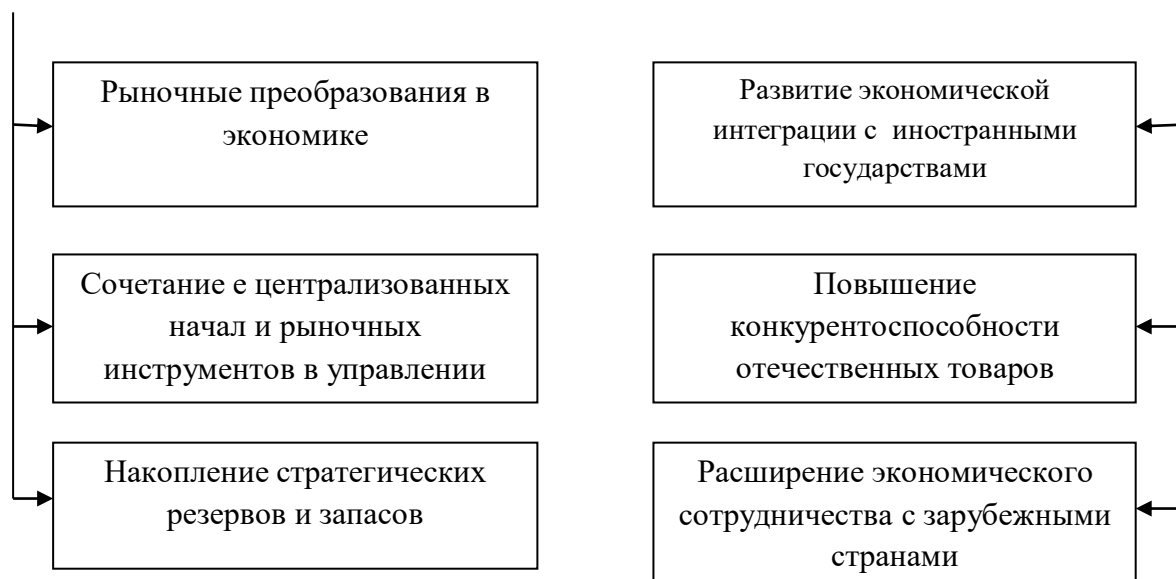 Рыночные преобразования в
экономике
Развитие экономической
интеграции с иностранными
государствами
Сочетание е централизованных
начал и рыночных
инструментов в управлении
Повышение
конкурентоспособности
отечественных товаров
Накопление стратегических
резервов и запасов
Расширение экономического
сотрудничества с зарубежными
странами